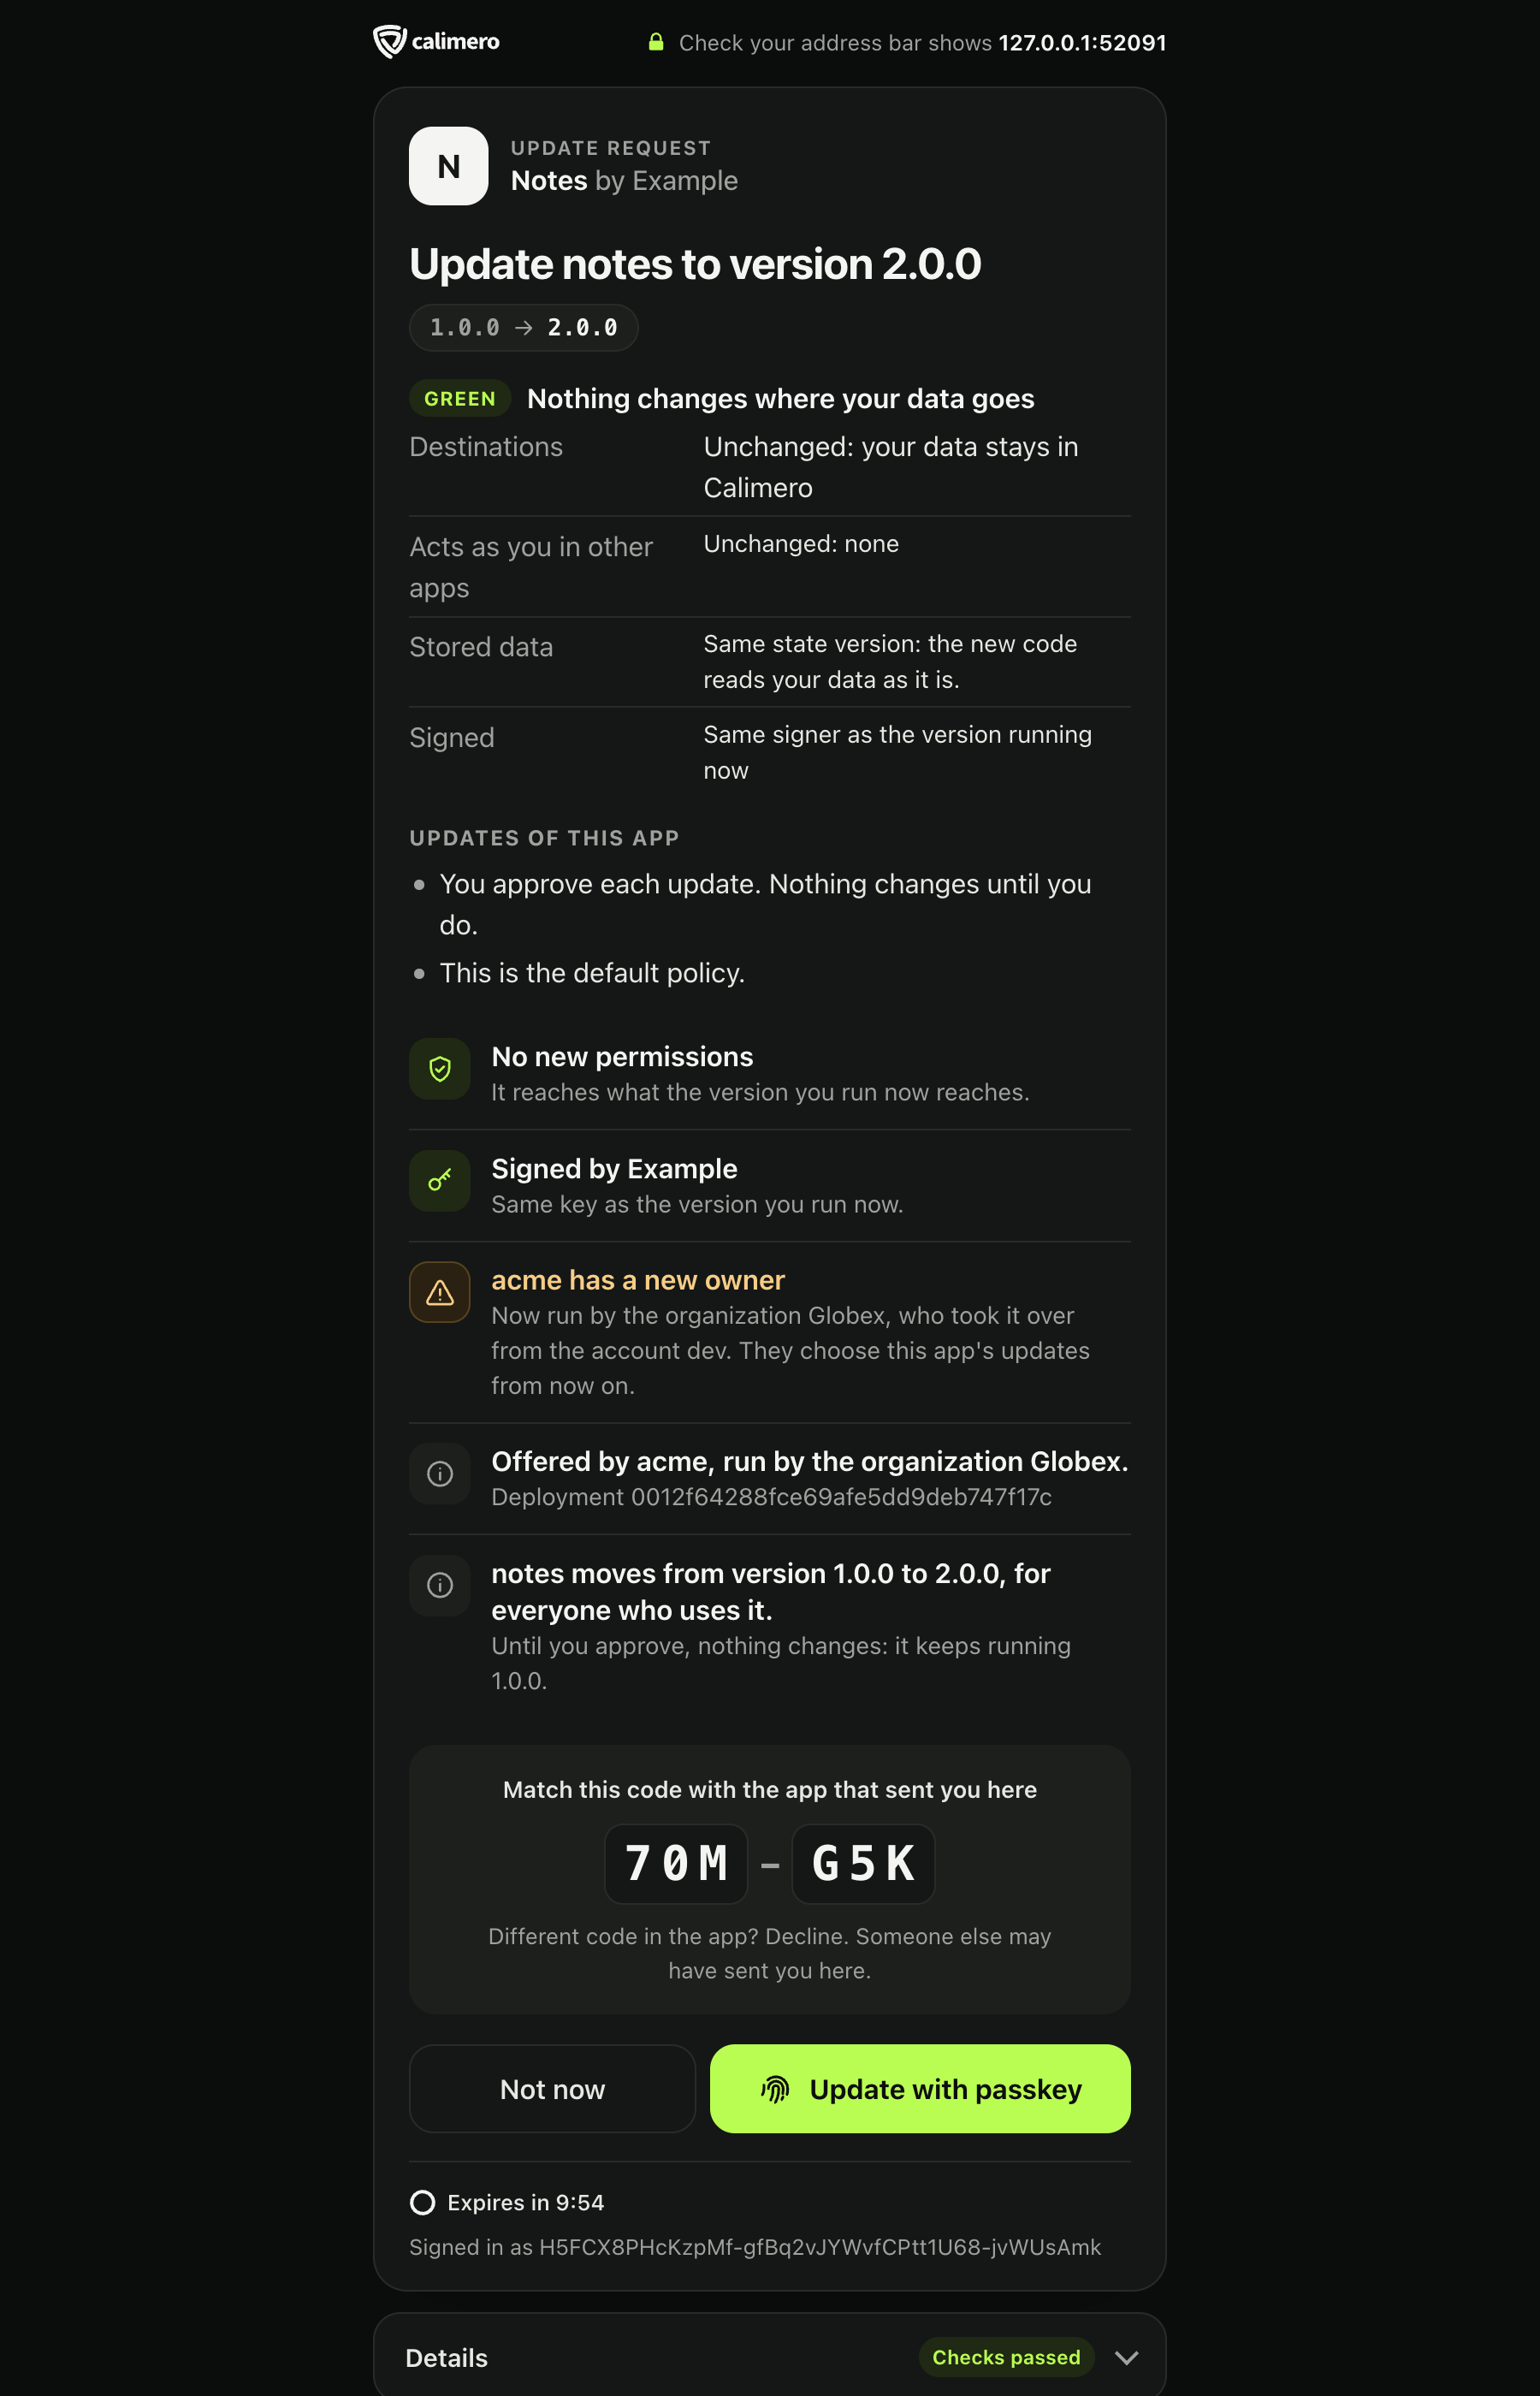 calimero
Check your address bar shows 127.0.0.1:52091
N
UPDATE REQUEST
Notes by Example
Update notes to version 2.0.0
1.0.0 → 2.0.0
GREEN Nothing changes where your data goes
Destinations
Unchanged: your data stays in
Calimero
Acts as you in other
apps
Unchanged: none
Stored data
Same state version: the new code
reads your data as it is.
Signed
Same signer as the version running
now
UPDATES OF THIS APP
• You approve each update. Nothing changes until you
do.
• This is the default policy.
No new permissions
It reaches what the version you run now reaches.
Signed by Example
Same key as the version you run now.
acme has a new owner
Now run by the organization Globex, who took it over
from the account dev. They choose this app's updates
from now on.
Offered by acme, run by the organization Globex.
Deployment 0012f64288fce69afe5dd9deb747f17c
notes moves from version 1.0.0 to 2.0.0, for
everyone who uses it.
Until you approve, nothing changes: it keeps running
1.0.0.
Match this code with the app that sent you here
70M - G5K
Different code in the app? Decline. Someone else may
have sent you here.
Not now
Update with passkey
Expires in 9:54
Signed in as H5FCX8PHcKzpMf-gfBq2vJYWvfCPtt1U68-jvWUsAmk
Details
Checks passed